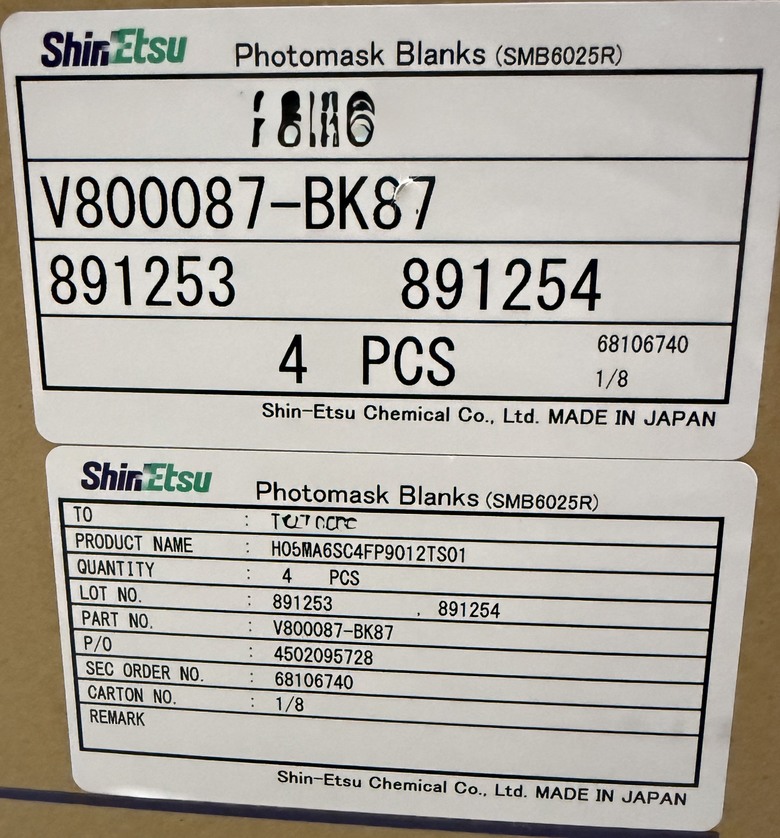 ShinEtsu Photomask Blanks (SMB6025R)
V800087-BK87
891253 891254
4 PCS 68106740
1/8
Shin-Etsu Chemical Co., Ltd. MADE IN JAPAN
ShinEtsu Photomask Blanks (SMB6025R)
TO :
PRODUCT NAME : H05MA6SC4FP9012TS01
QUANTITY : 4 PCS
LOT NO. : 891253 . 891254
PART NO. : V800087-BK87
P/O : 4502095728
SEC ORDER NO. : 68106740
CARTON NO. : 1/8
REMARK
Shin-Etsu Chemical Co., Ltd. MADE IN JAPAN